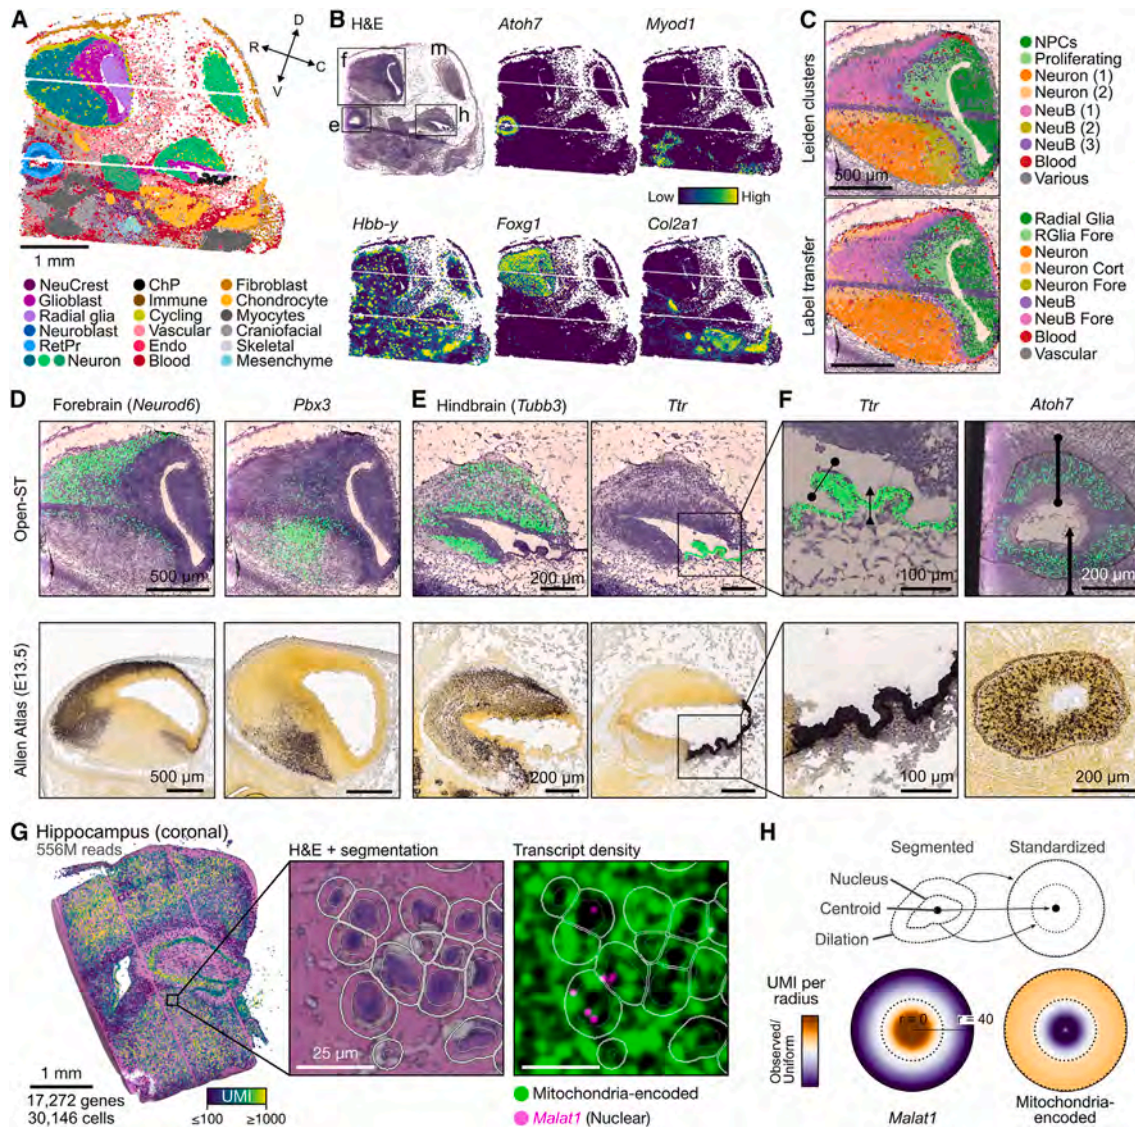 A
D
R
C
V
1 mm
NeuCrest
Glioblast
Radial glia
Neuroblast
RetPr
Neuron
ChP
Immune
Cycling
Vascular
Endo
Blood
Fibroblast
Chondrocyte
Myocytes
Craniofacial
Skeletal
Mesenchyme
B
H&E
Atoh7
Myod1
f
m
e
h
Low
High
Hbb-y
Foxg1
Col2a1
C
Leiden clusters
500 µm
NPCs
Proliferating
Neuron (1)
Neuron (2)
NeuB (1)
NeuB (2)
NeuB (3)
Blood
Various
Label transfer
Radial Glia
RGlia Fore
Neuron
Neuron Cort
Neuron Fore
NeuB
NeuB Fore
Blood
Vascular
D
Forebrain (Neurod6)
Pbx3
E
Hindbrain (Tubb3)
Ttr
F
Ttr
Atoh7
Open-ST
500 µm
200 µm
100 µm
200 µm
Allen Atlas (E13.5)
500 µm
200 µm
100 µm
200 µm
G
Hippocampus (coronal)
556M reads
1 mm
17,272 genes
30,146 cells
UMI
≤100
≥1000
H&E + segmentation
25 µm
Transcript density
Mitochondria-encoded
Malat1 (Nuclear)
H
Segmented
Standardized
Nucleus
Centroid
Dilation
UMI per
radius
Observed/
Uniform
r = 0
r = 40
Malat1
Mitochondria-
encoded